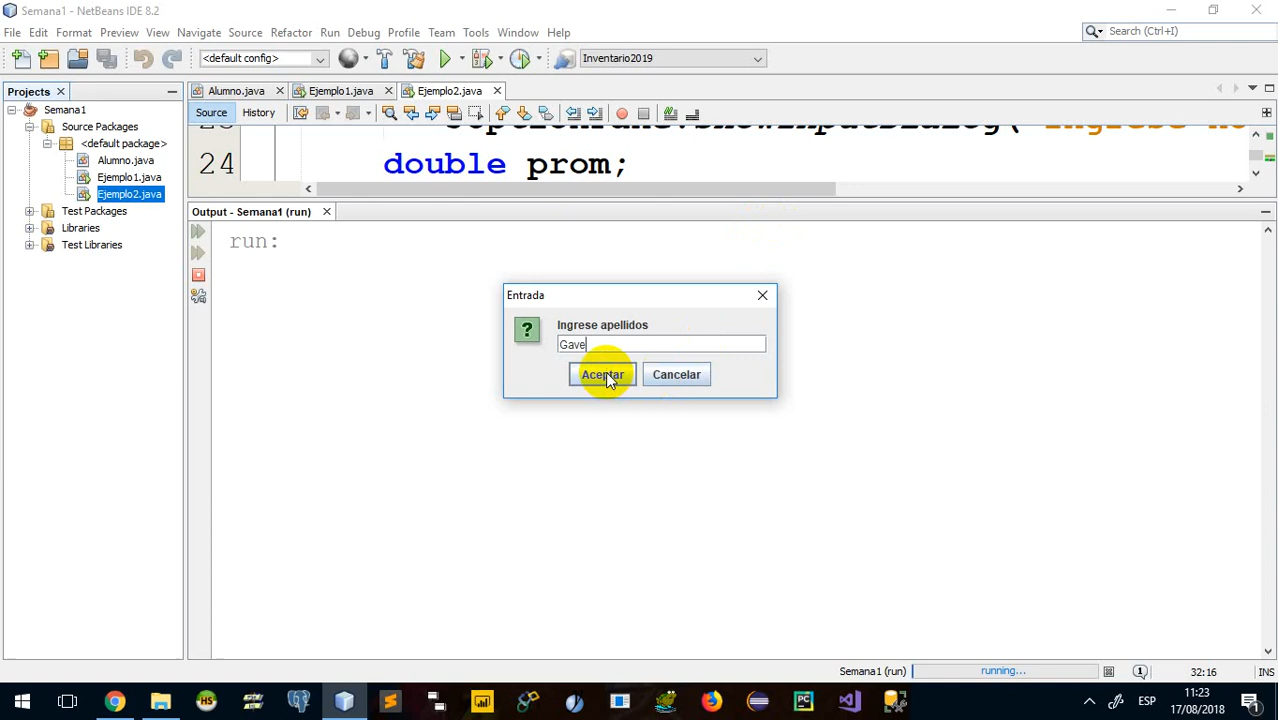 Semana1 - NetBeans IDE 8.2
File Edit Format Preview View Navigate Source Refactor Run Debug Profile Team Tools Window Help
Search (Ctrl+I)
<default config>
Inventario2019
Projects
Alumno.java
Ejemplo1.java
Ejemplo2.java
Source
History
Semana1
Source Packages
<default package>
Alumno.java
Ejemplo1.java
Ejemplo2.java
Test Packages
Libraries
Test Libraries
24 double prom;
Output - Semana1 (run)
run:
Entrada
Ingrese apellidos
Gave
Aceptar
Cancelar
Semana1 (run)
running...
32:16
INS
ESP
11:23
17/08/2018